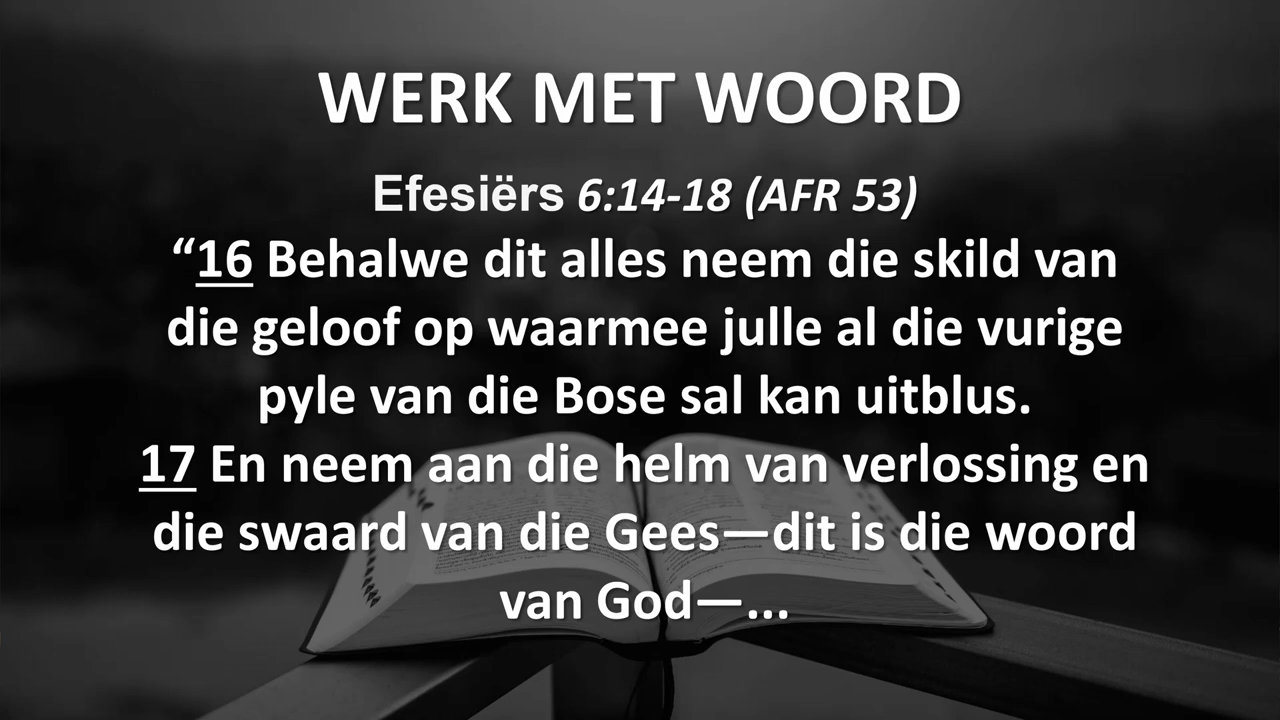 WERK MET WOORD
Efesiërs 6:14-18 (AFR 53)
“16 Behalwe dit alles neem die skild van
die geloof op waarmee julle al die vurige
pyle van die Bose sal kan uitblus.
17 En neem aan die helm van verlossing en
die swaard van die Gees—dit is die woord
van God—...